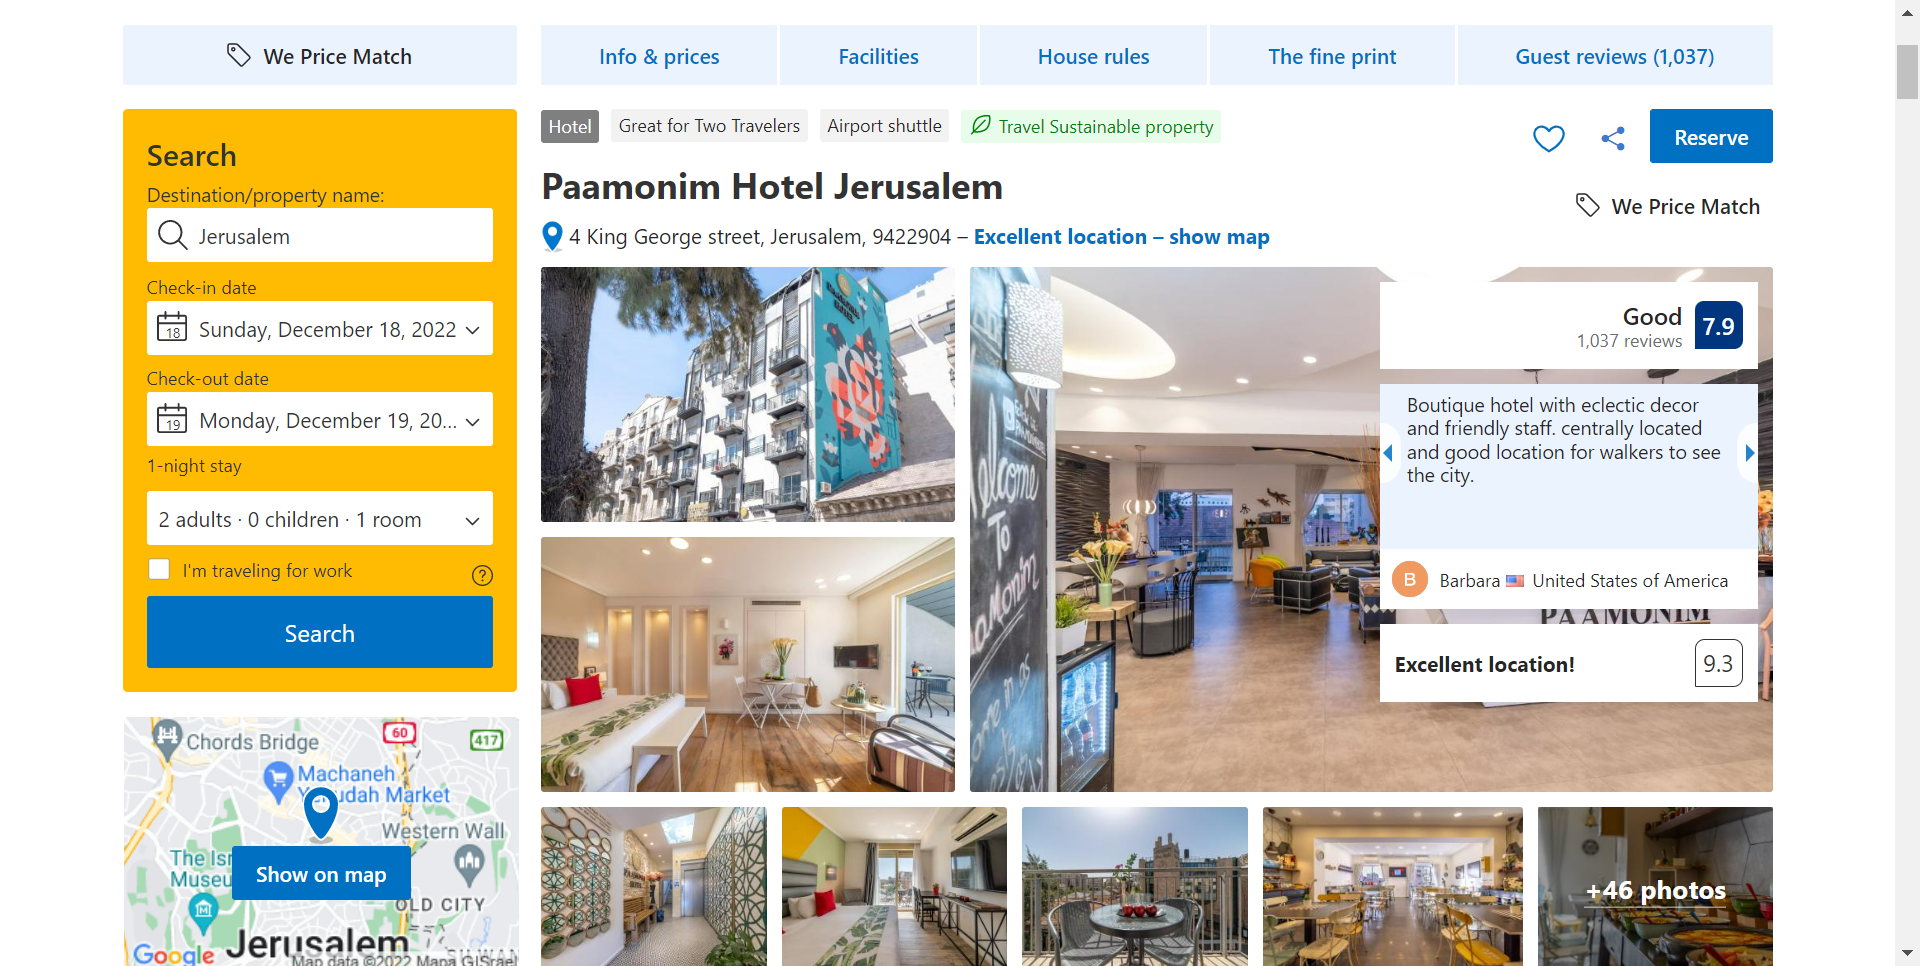 We Price Match
Info & prices
Facilities
House rules
The fine print
Guest reviews (1,037)
Search
Destination/property name:
Jerusalem
Check-in date
18
Sunday, December 18, 2022
Check-out date
19
Monday, December 19, 20...
1-night stay
2 adults · 0 children · 1 room
I'm traveling for work
?
Search
Hotel
Great for Two Travelers
Airport shuttle
Travel Sustainable property
Reserve
Paamonim Hotel Jerusalem
We Price Match
4 King George street, Jerusalem, 9422904 – Excellent location – show map
Welcome
To
Good
7.9
1,037 reviews
Boutique hotel with eclectic decor
and friendly staff. centrally located
and good location for walkers to see
the city.
B
Barbara
United States of America
PAAMONIM
Excellent location!
9.3
Chords Bridge
60
417
Machaneh
Yehudah Market
Western Wall
The Isr
Museu
Show on map
OLD CITY
Jerusalem
Google
Map data ©2022 Mapa GISrael
+46 photos